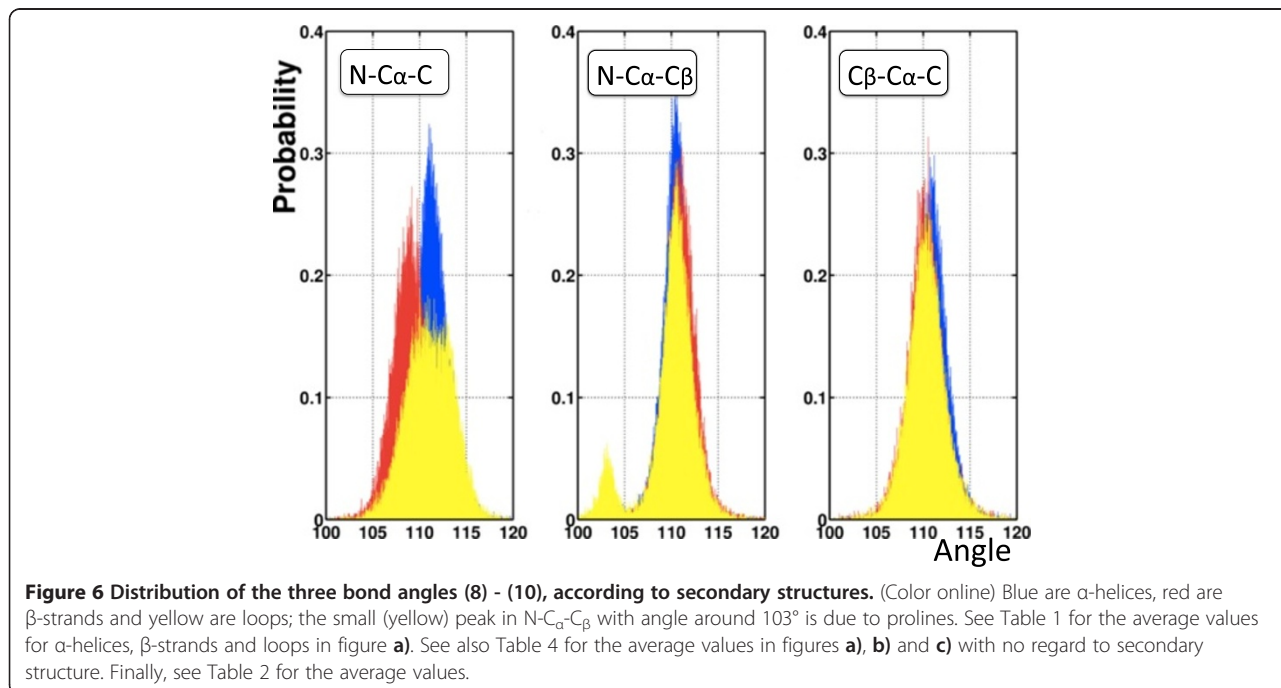 N-Cα-C
N-Cα-Cβ
Cβ-Cα-C
Probability
0.4
0.3
0.2
0.1
0
100 105 110 115 120
0.4
0.3
0.2
0.1
0
100 105 110 115 120
0.4
0.3
0.2
0.1
0
100 105 110 115 120
Angle
Figure 6 Distribution of the three bond angles (8) - (10), according to secondary structures. (Color online) Blue are α-helices, red are
β-strands and yellow are loops; the small (yellow) peak in N-Cα-Cβ with angle around 103° is due to prolines. See Table 1 for the average values
for α-helices, β-strands and loops in figure a). See also Table 4 for the average values in figures a), b) and c) with no regard to secondary
structure. Finally, see Table 2 for the average values.